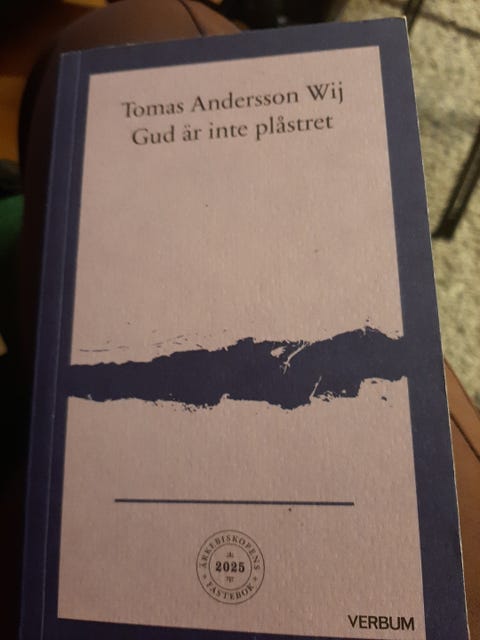 Tomas Andersson Wij
Gud är inte plåstret
ÄRKEBISKOPENS
2025
FASTEBOK
VERBUM